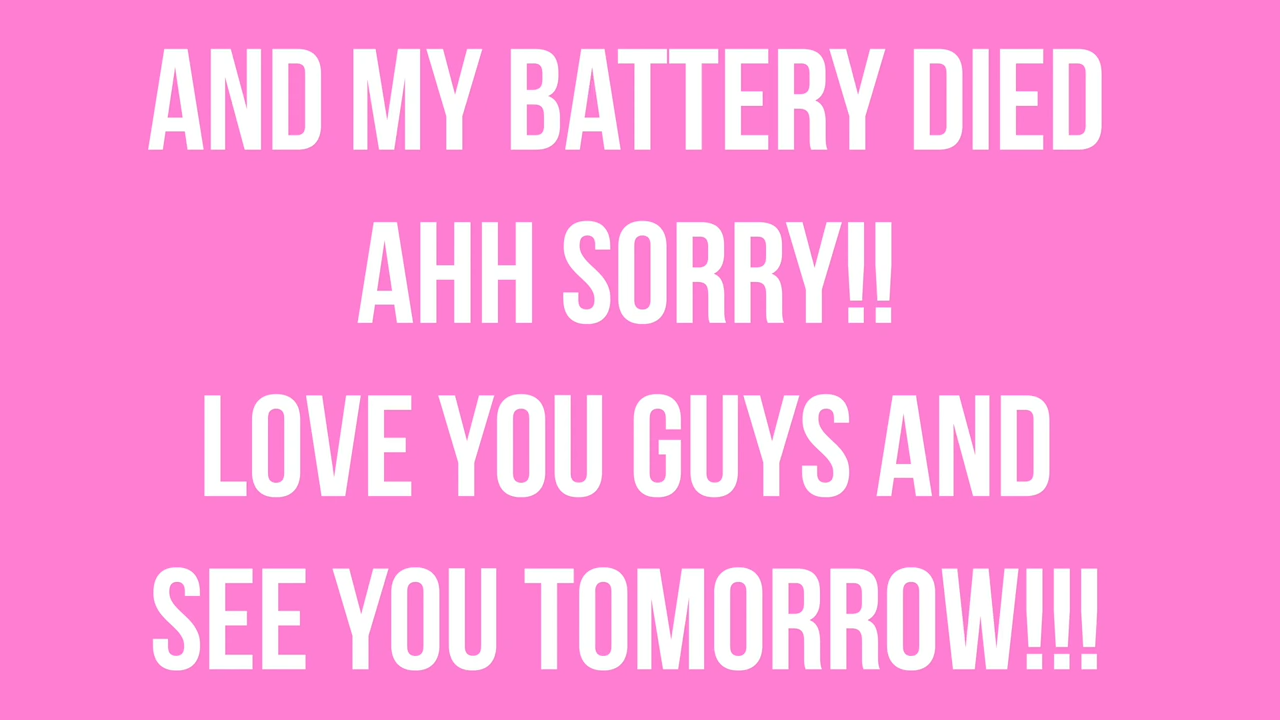 AND MY BATTERY DIED
AHH SORRY!!
LOVE YOU GUYS AND
SEE YOU TOMORROW!!!